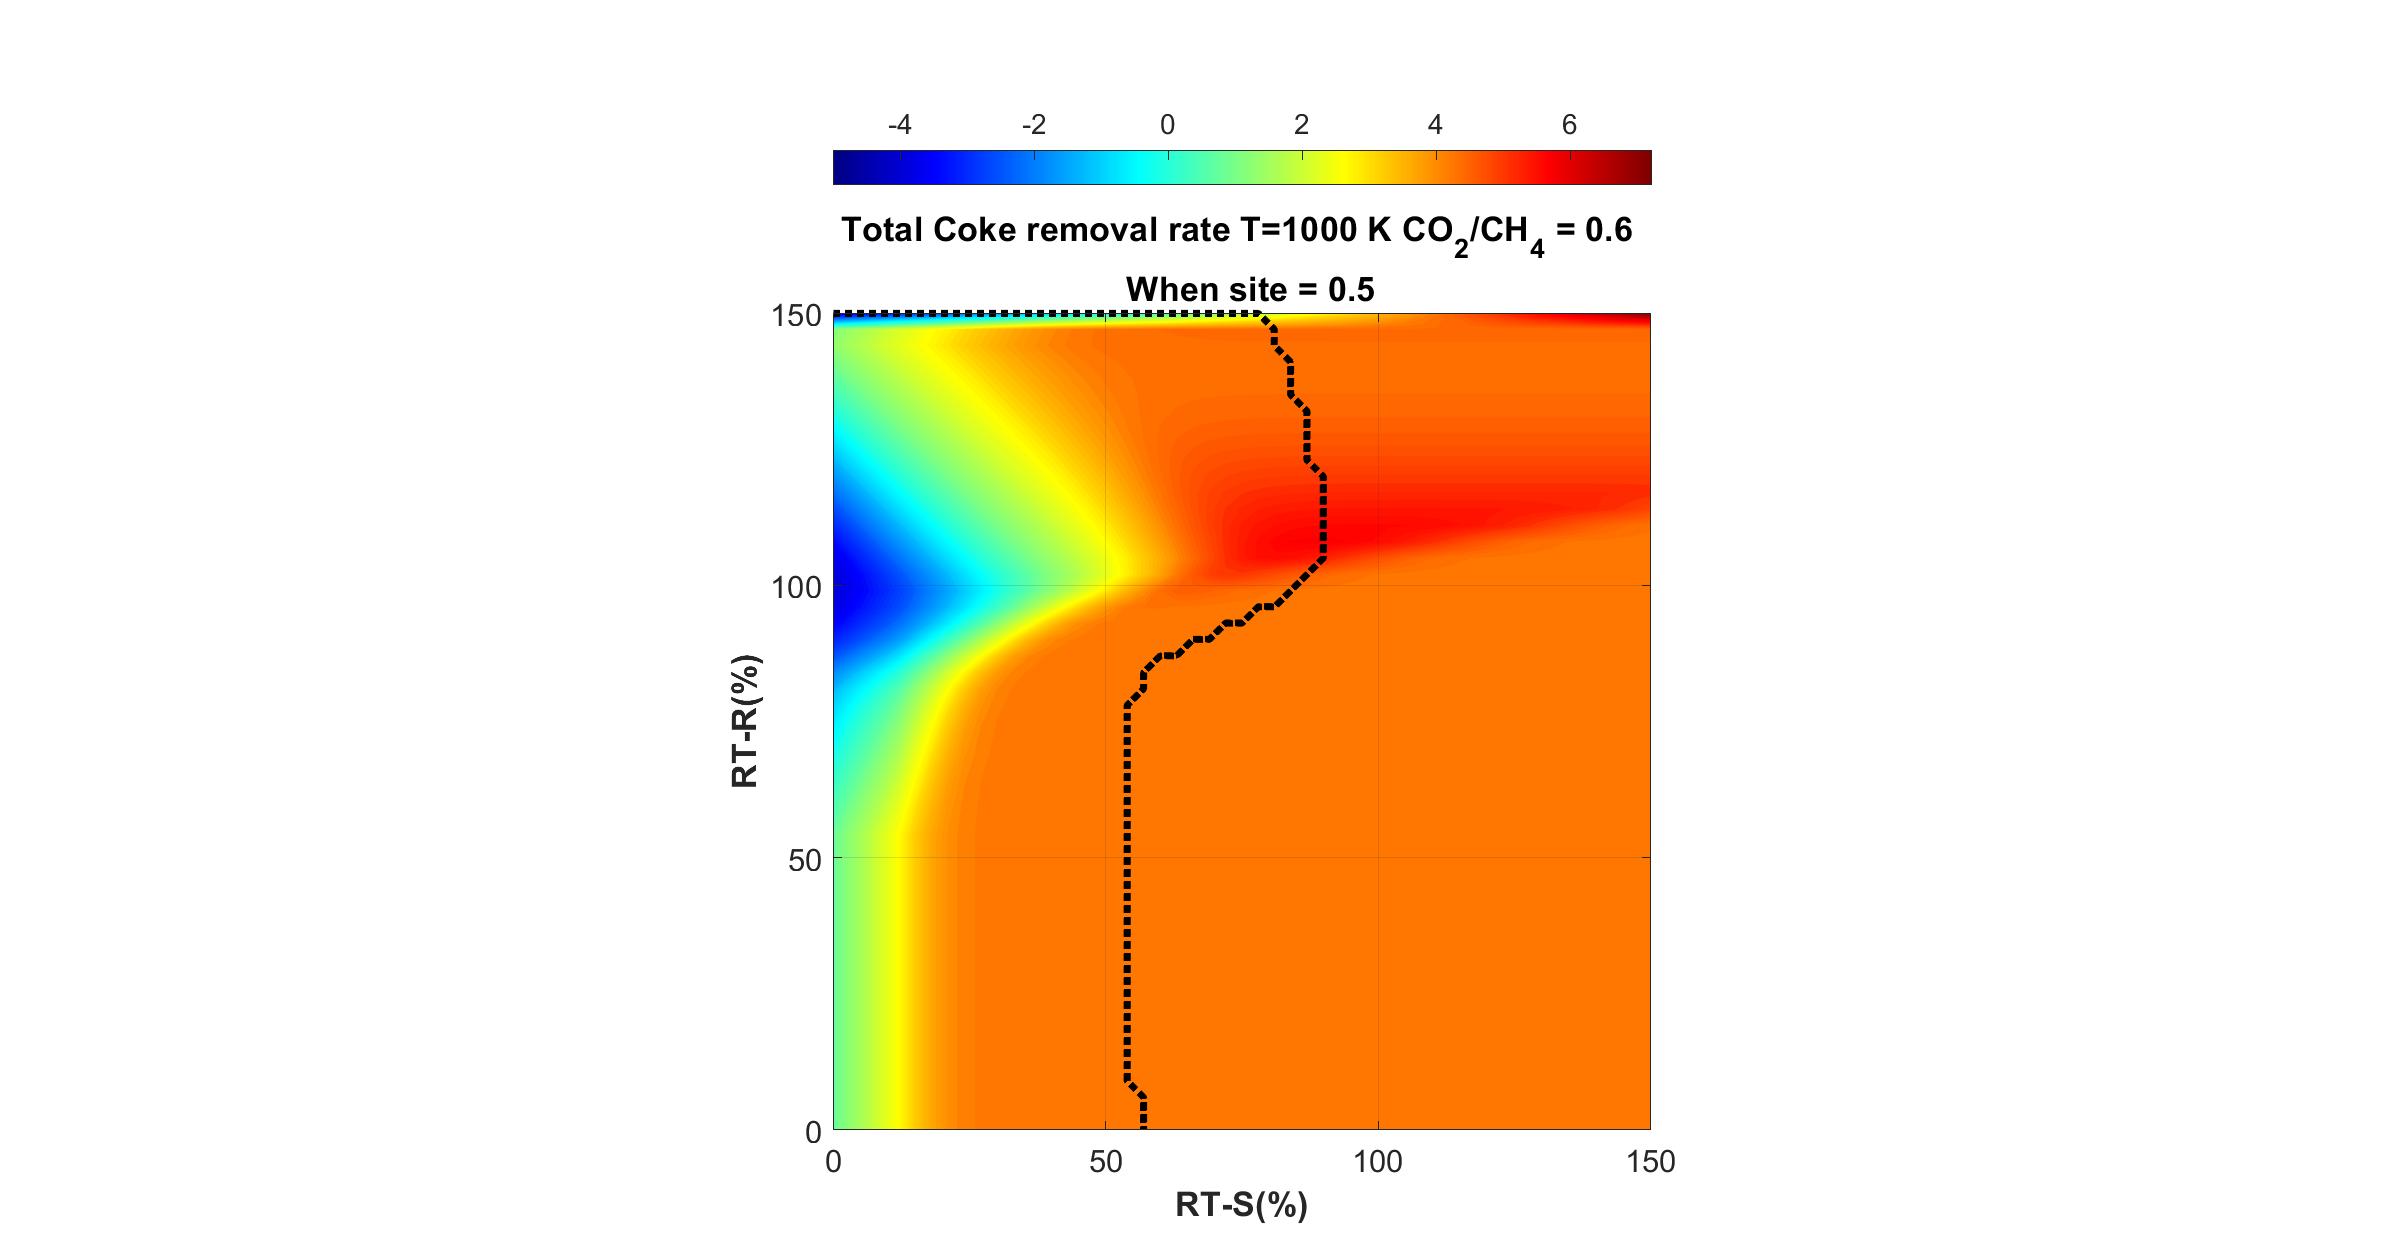 -4 -2 0 2 4 6
Total Coke removal rate T=1000 K CO₂/CH₄ = 0.6
When site = 0.5
150
100
50
0
RT-R(%)
0 50 100 150
RT-S(%)